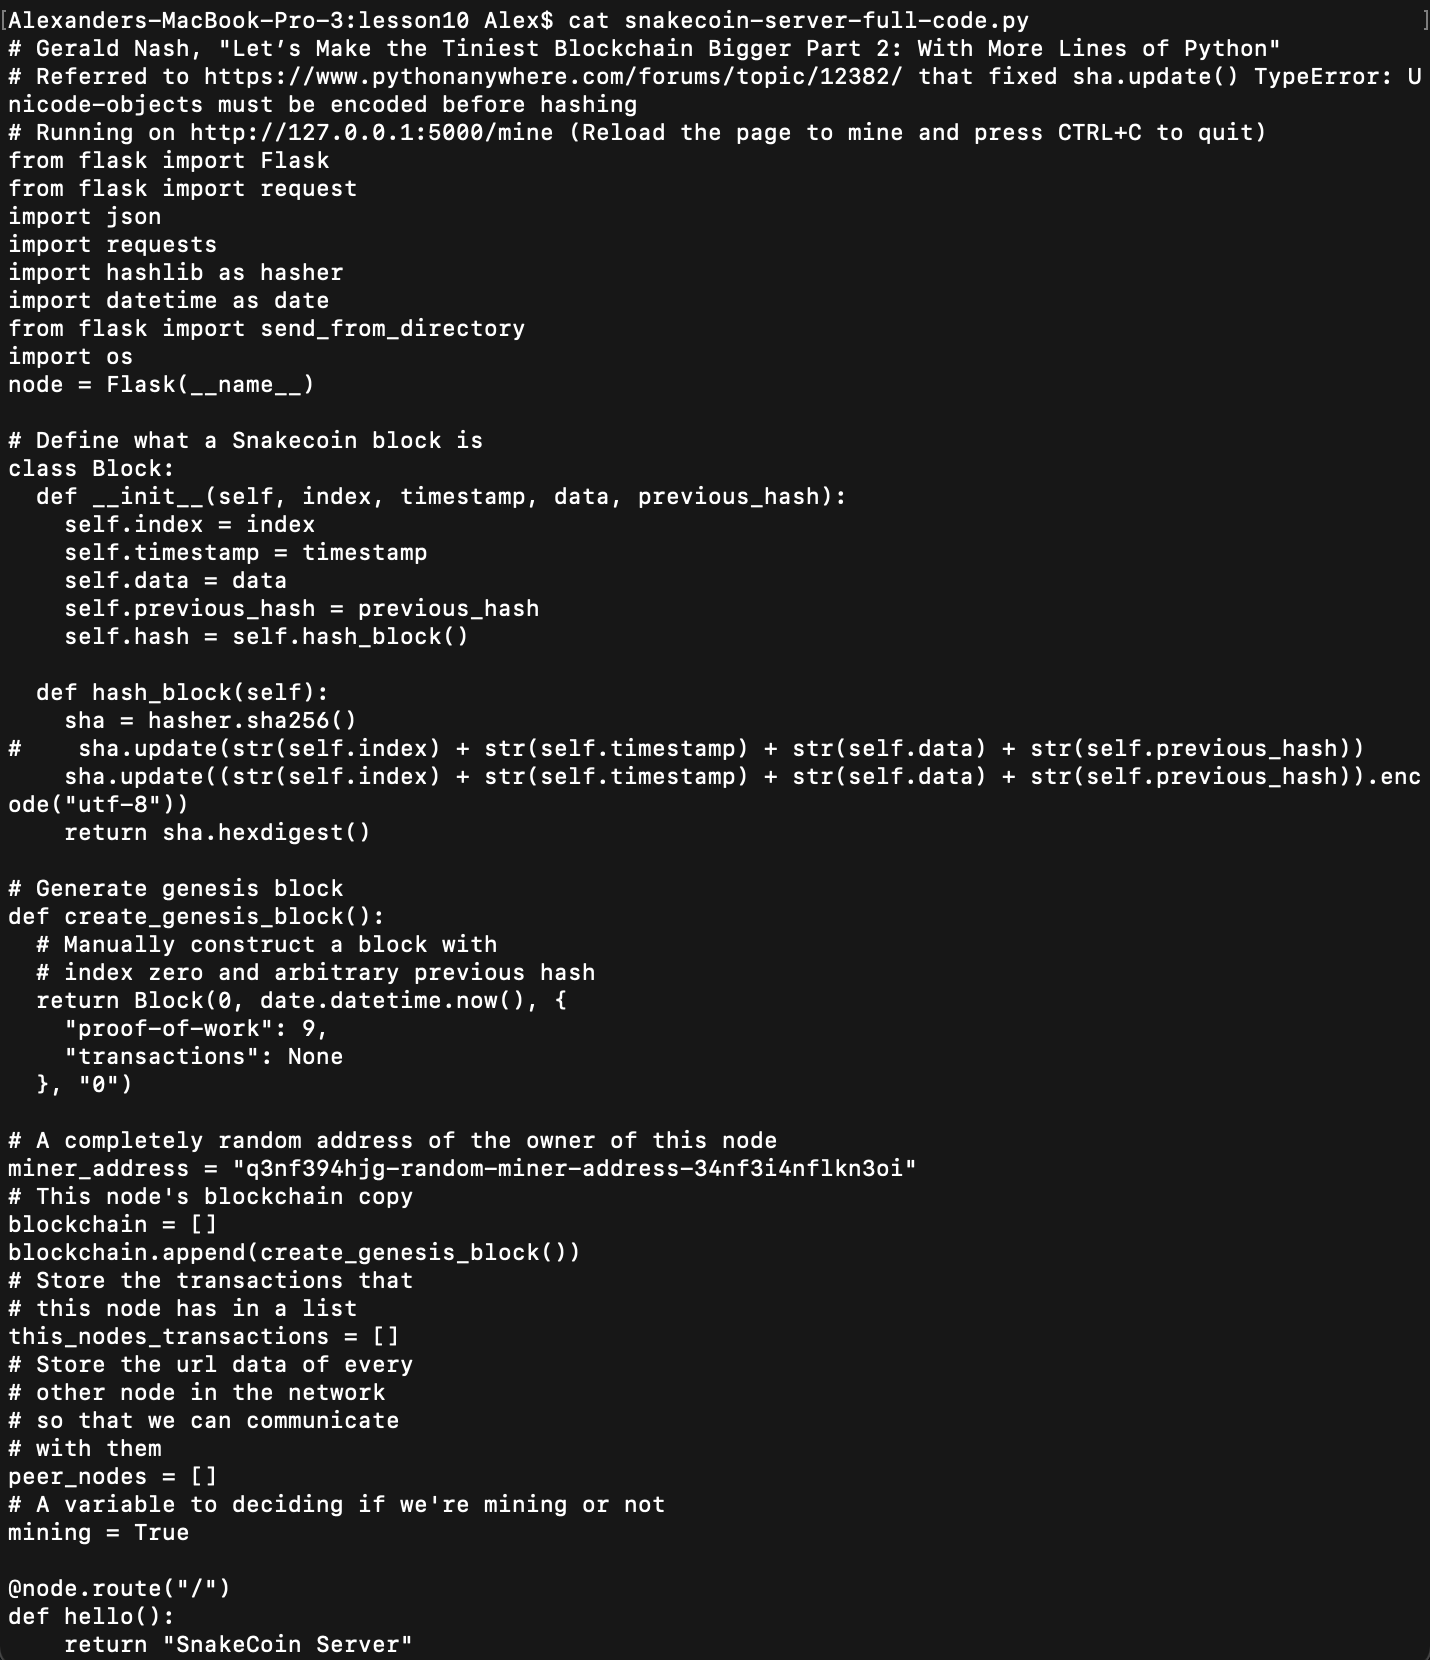 [Alexanders-MacBook-Pro-3:lesson10 Alex$ cat snakecoin-server-full-code.py ]
# Gerald Nash, "Let’s Make the Tiniest Blockchain Bigger Part 2: With More Lines of Python"
# Referred to https://www.pythonanywhere.com/forums/topic/12382/ that fixed sha.update() TypeError: U
nicode-objects must be encoded before hashing
# Running on http://127.0.0.1:5000/mine (Reload the page to mine and press CTRL+C to quit)
from flask import Flask
from flask import request
import json
import requests
import hashlib as hasher
import datetime as date
from flask import send_from_directory
import os
node = Flask(__name__)

# Define what a Snakecoin block is
class Block:
  def __init__(self, index, timestamp, data, previous_hash):
    self.index = index
    self.timestamp = timestamp
    self.data = data
    self.previous_hash = previous_hash
    self.hash = self.hash_block()

  def hash_block(self):
    sha = hasher.sha256()
#    sha.update(str(self.index) + str(self.timestamp) + str(self.data) + str(self.previous_hash))
    sha.update((str(self.index) + str(self.timestamp) + str(self.data) + str(self.previous_hash)).enc
ode("utf-8"))
    return sha.hexdigest()

# Generate genesis block
def create_genesis_block():
  # Manually construct a block with
  # index zero and arbitrary previous hash
  return Block(0, date.datetime.now(), {
    "proof-of-work": 9,
    "transactions": None
  }, "0")

# A completely random address of the owner of this node
miner_address = "q3nf394hjg-random-miner-address-34nf3i4nflkn3oi"
# This node's blockchain copy
blockchain = []
blockchain.append(create_genesis_block())
# Store the transactions that
# this node has in a list
this_nodes_transactions = []
# Store the url data of every
# other node in the network
# so that we can communicate
# with them
peer_nodes = []
# A variable to deciding if we're mining or not
mining = True

@node.route("/")
def hello():
    return "SnakeCoin Server"